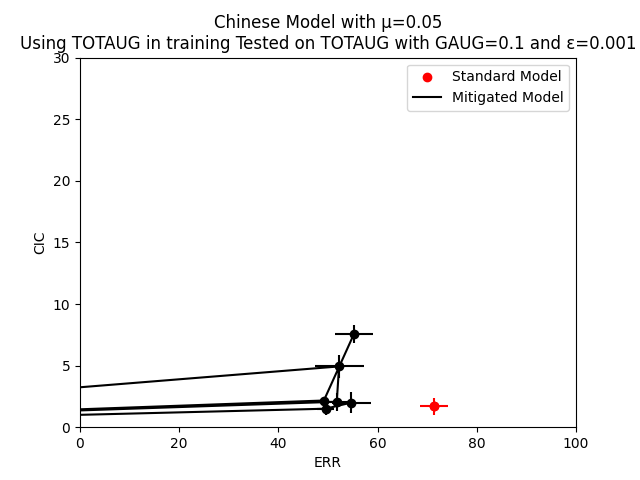 Chinese Model with μ=0.05
Using TOTAUG in training Tested on TOTAUG with GAUG=0.1 and ε=0.001
Standard Model
Mitigated Model
30
25
20
15
10
5
0
CIC
0 20 40 60 80 100
ERR